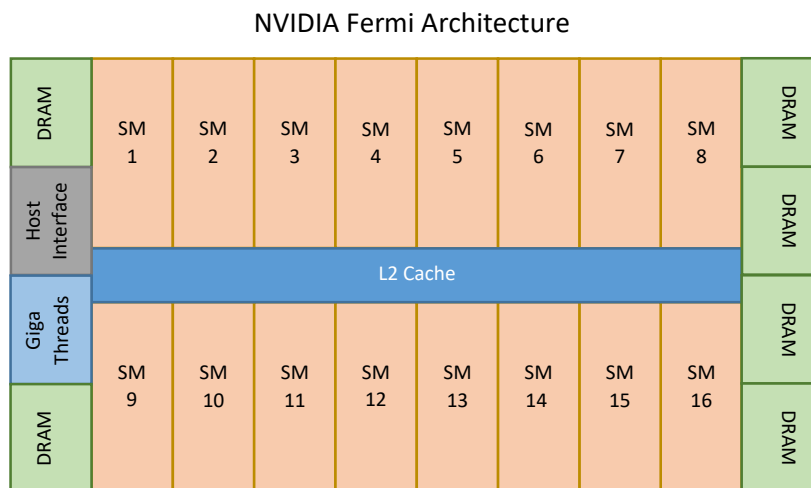 NVIDIA Fermi Architecture
DRAM
Host
Interface
Giga
Threads
DRAM
SM
1
SM
2
SM
3
SM
4
SM
5
SM
6
SM
7
SM
8
L2 Cache
SM
9
SM
10
SM
11
SM
12
SM
13
SM
14
SM
15
SM
16
DRAM
DRAM
DRAM
DRAM